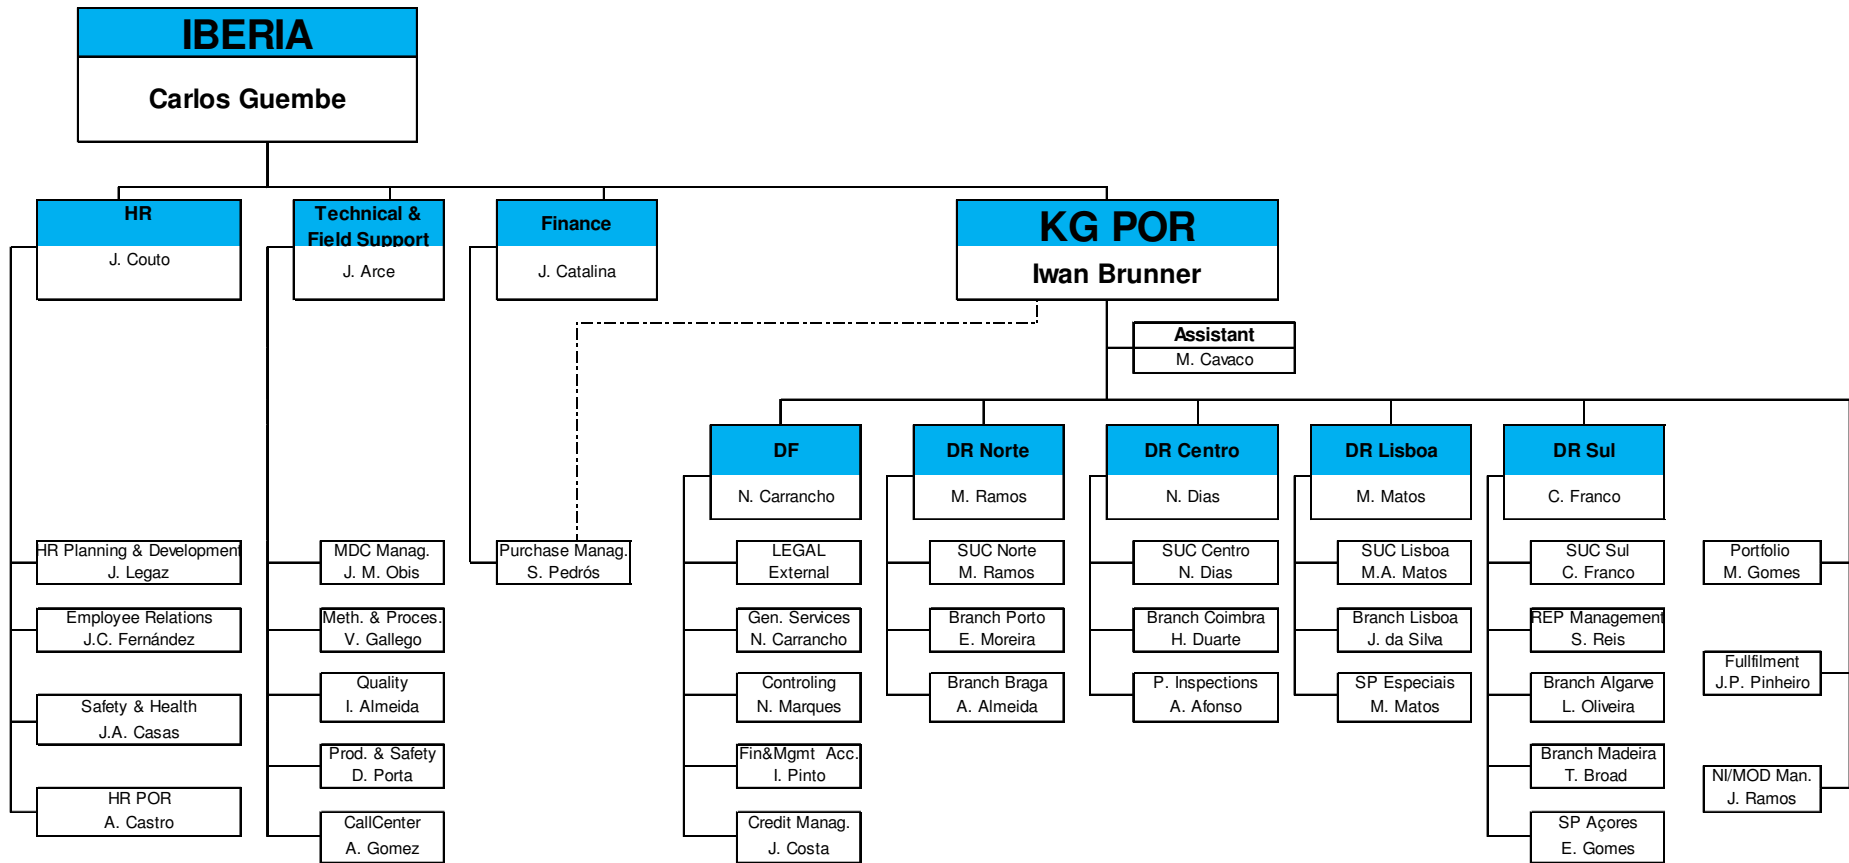 IBERIA
Carlos Guembe
HR
J. Couto
Technical &
Field Support
J. Arce
Finance
J. Catalina
KG POR
Iwan Brunner
Assistant
M. Cavaco
DF
N. Carrancho
DR Norte
M. Ramos
DR Centro
N. Dias
DR Lisboa
M. Matos
DR Sul
C. Franco
HR Planning & Development
J. Legaz
Employee Relations
J.C. Fernández
Safety & Health
J.A. Casas
HR POR
A. Castro
MDC Manag.
J. M. Obis
Meth. & Proces.
V. Gallego
Quality
I. Almeida
Prod. & Safety
D. Porta
CallCenter
A. Gomez
Purchase Manag.
S. Pedrós
LEGAL
External
Gen. Services
N. Carrancho
Controling
N. Marques
Fin&Mgmt Acc.
I. Pinto
Credit Manag.
J. Costa
SUC Norte
M. Ramos
Branch Porto
E. Moreira
Branch Braga
A. Almeida
SUC Centro
N. Dias
Branch Coimbra
H. Duarte
P. Inspections
A. Afonso
SUC Lisboa
M.A. Matos
Branch Lisboa
J. da Silva
SP Especiais
M. Matos
SUC Sul
C. Franco
REP Management
S. Reis
Branch Algarve
L. Oliveira
Branch Madeira
T. Broad
SP Açores
E. Gomes
Portfolio
M. Gomes
Fullfilment
J.P. Pinheiro
NI/MOD Man.
J. Ramos